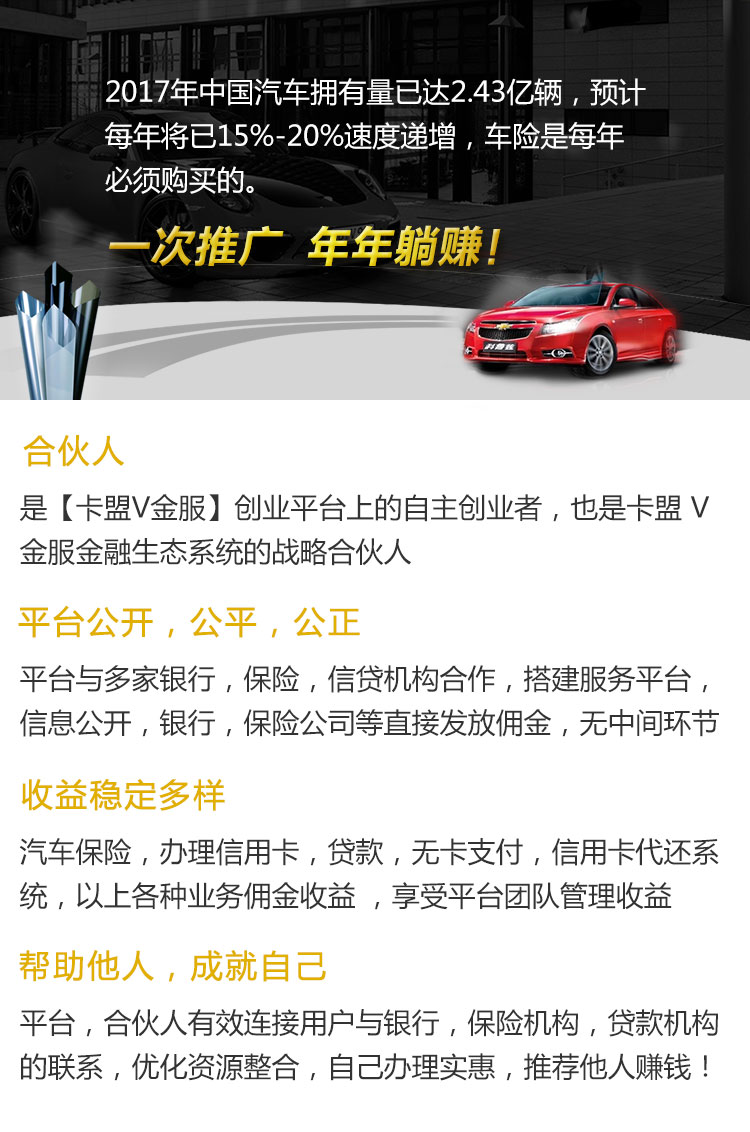 2017年中国汽车拥有量已达2.43亿辆，预计
每年将已15%-20%速度递增，车险是每年
必须购买的。
一次推广 年年躺赚！
科鲁兹
合伙人
是【卡盟V金服】创业平台上的自主创业者，也是卡盟 V
金服金融生态系统的战略合伙人
平台公开，公平，公正
平台与多家银行，保险，信贷机构合作，搭建服务平台，
信息公开，银行，保险公司等直接发放佣金，无中间环节
收益稳定多样
汽车保险，办理信用卡，贷款，无卡支付，信用卡代还系
统，以上各种业务佣金收益 ，享受平台团队管理收益
帮助他人，成就自己
平台，合伙人有效连接用户与银行，保险机构，贷款机构
的联系，优化资源整合，自己办理实惠，推荐他人赚钱！